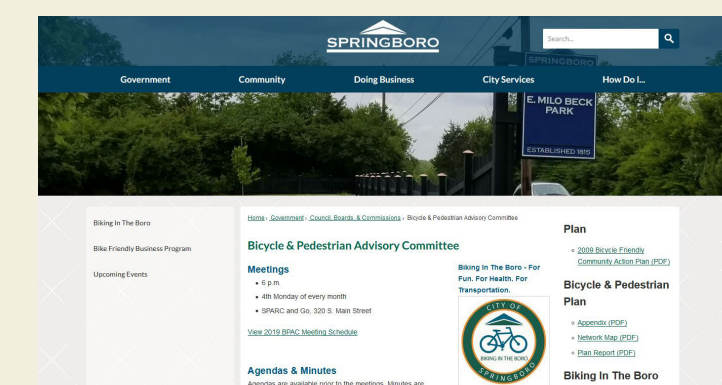 SPRINGBORO
Search...
SPRINGBORO
Government
Community
Doing Business
City Services
How Do I...
E. MILO BECK
PARK
ESTABLISHED 1815
Biking In The Boro
Bike Friendly Business Program
Upcoming Events
Home › Government › Council, Boards, & Commissions › Bicycle & Pedestrian Advisory Committee
Bicycle & Pedestrian Advisory Committee
Meetings
• 6 p.m.
• 4th Monday of every month
• SPARC and Go, 320 S. Main Street
View 2019 BPAC Meeting Schedule
Agendas & Minutes
Agendas are available prior to the meetings. Minutes are
Biking In The Boro - For
Fun. For Health. For
Transportation.
CITY OF
BIKING IN THE BORO
SPRINGBORO
Plan
2009 Bicycle Friendly
Community Action Plan (PDF)
Bicycle & Pedestrian
Plan
Appendix (PDF)
Network Map (PDF)
Plan Report (PDF)
Biking In The Boro